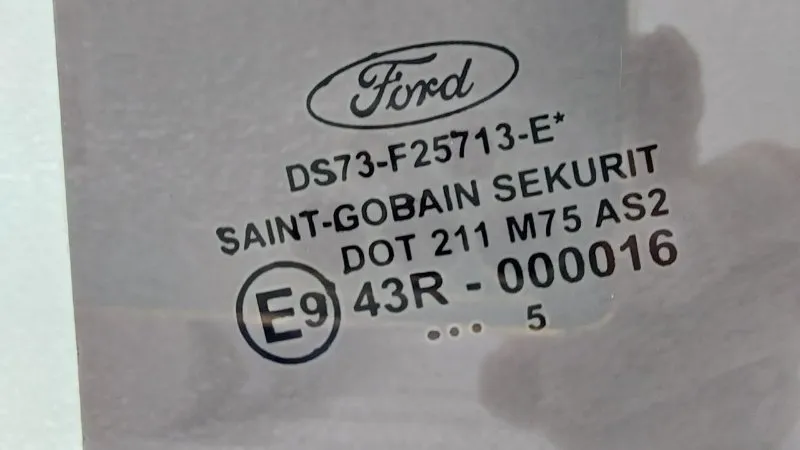 Ford
DS73-F25713-E*
SAINT-GOBAIN SEKURIT
DOT 211 M75 AS2
E9 43R - 000016
... 5